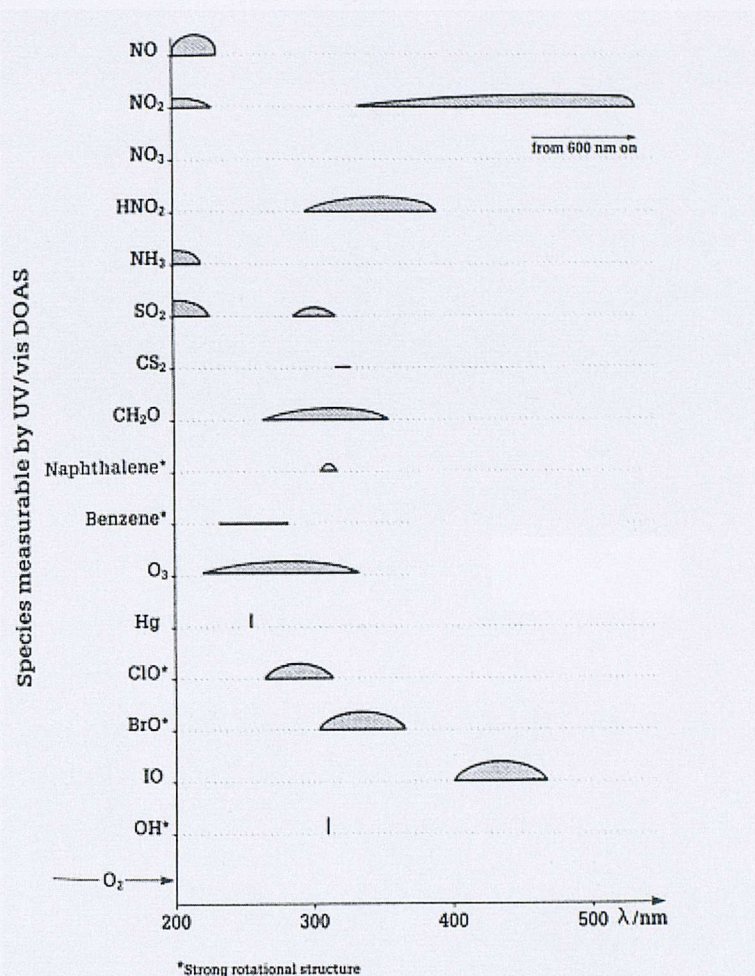 Species measurable by UV/vis DOAS
NO
NO₂
from 600 nm on
NO₃
HNO₂
NH₃
SO₂
CS₂
CH₂O
Naphthalene*
Benzene*
O₃
Hg
ClO*
BrO*
IO
OH*
O₂
200 300 400 500 λ/nm
*Strong rotational structure